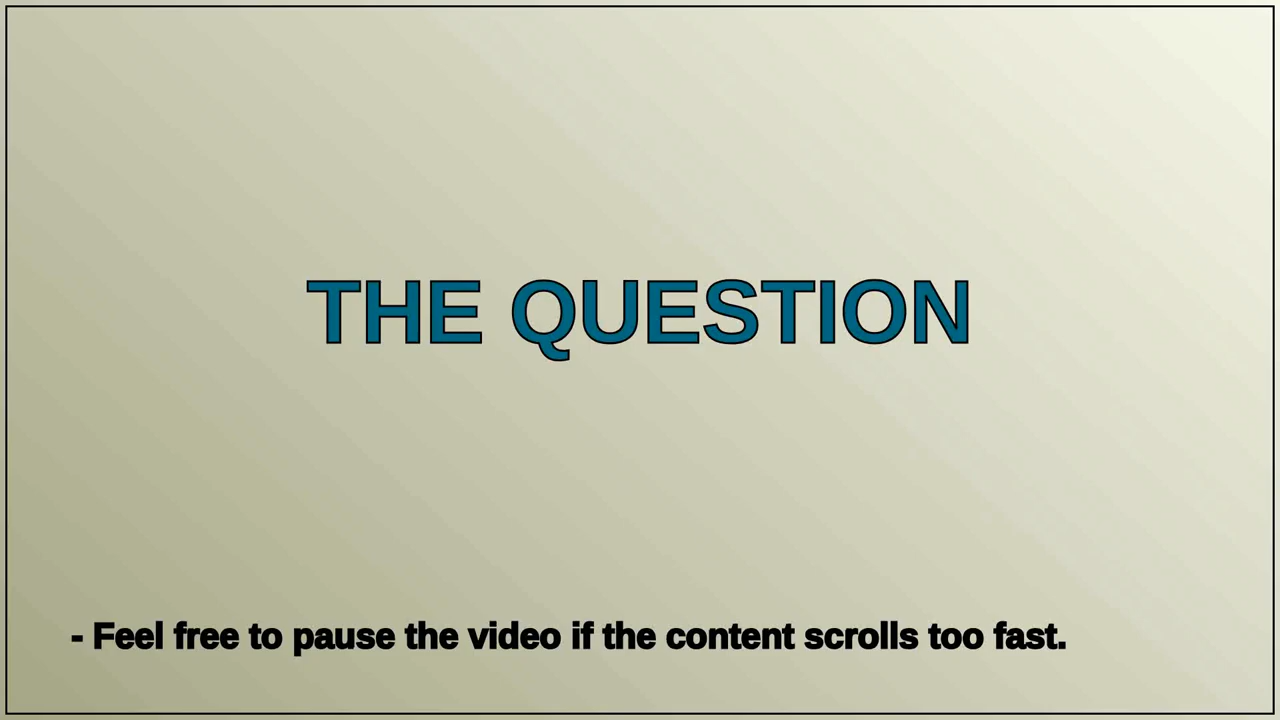 THE QUESTION
- Feel free to pause the video if the content scrolls too fast.